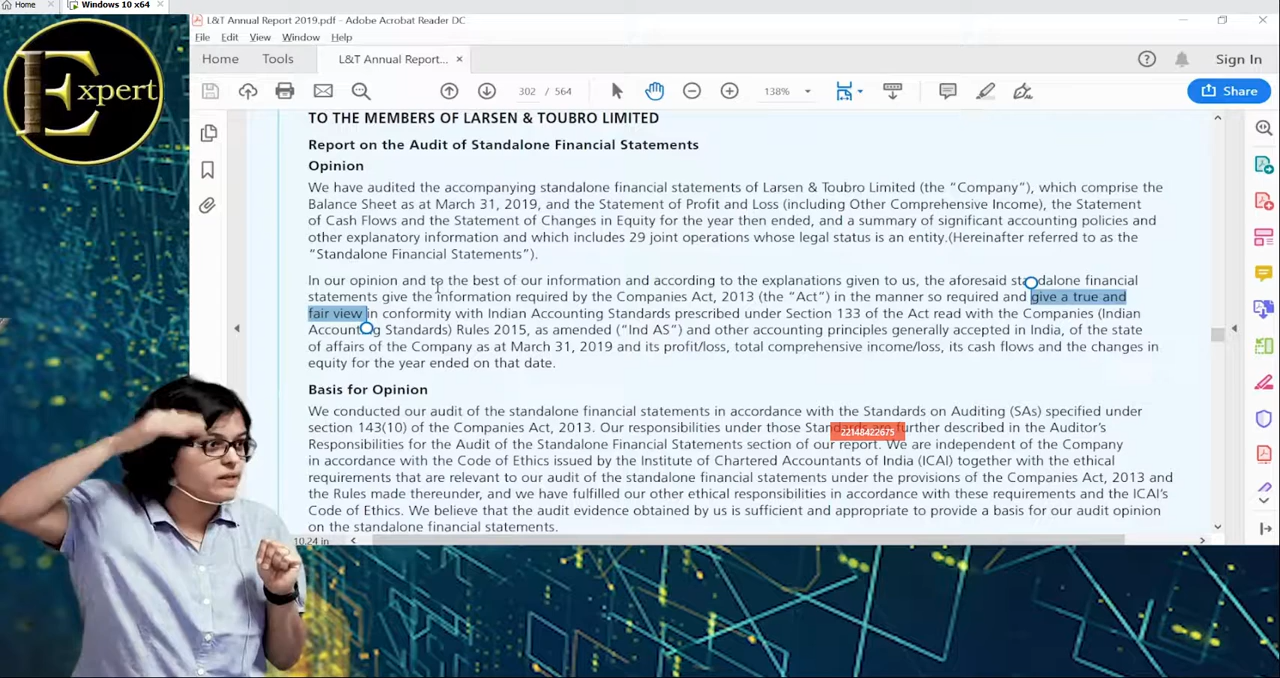 Home
Windows 10 x64
Expert
L&T Annual Report 2019.pdf - Adobe Acrobat Reader DC
File Edit View Window Help
Home Tools L&T Annual Report... Sign In
302 / 564 138% Share
TO THE MEMBERS OF LARSEN & TOUBRO LIMITED
Report on the Audit of Standalone Financial Statements
Opinion
We have audited the accompanying standalone financial statements of Larsen & Toubro Limited (the “Company”), which comprise the
Balance Sheet as at March 31, 2019, and the Statement of Profit and Loss (including Other Comprehensive Income), the Statement
of Cash Flows and the Statement of Changes in Equity for the year then ended, and a summary of significant accounting policies and
other explanatory information and which includes 29 joint operations whose legal status is an entity.(Hereinafter referred to as the
“Standalone Financial Statements”).
In our opinion and to the best of our information and according to the explanations given to us, the aforesaid standalone financial
statements give the information required by the Companies Act, 2013 (the “Act”) in the manner so required and give a true and
fair view in conformity with Indian Accounting Standards prescribed under Section 133 of the Act read with the Companies (Indian
Accounting Standards) Rules 2015, as amended (“Ind AS”) and other accounting principles generally accepted in India, of the state
of affairs of the Company as at March 31, 2019 and its profit/loss, total comprehensive income/loss, its cash flows and the changes in
equity for the year ended on that date.
Basis for Opinion
We conducted our audit of the standalone financial statements in accordance with the Standards on Auditing (SAs) specified under
section 143(10) of the Companies Act, 2013. Our responsibilities under those Standards are further described in the Auditor’s
22148422675
Responsibilities for the Audit of the Standalone Financial Statements section of our report. We are independent of the Company
in accordance with the Code of Ethics issued by the Institute of Chartered Accountants of India (ICAI) together with the ethical
requirements that are relevant to our audit of the standalone financial statements under the provisions of the Companies Act, 2013 and
the Rules made thereunder, and we have fulfilled our other ethical responsibilities in accordance with these requirements and the ICAI’s
Code of Ethics. We believe that the audit evidence obtained by us is sufficient and appropriate to provide a basis for our audit opinion
on the standalone financial statements.
10.24 in